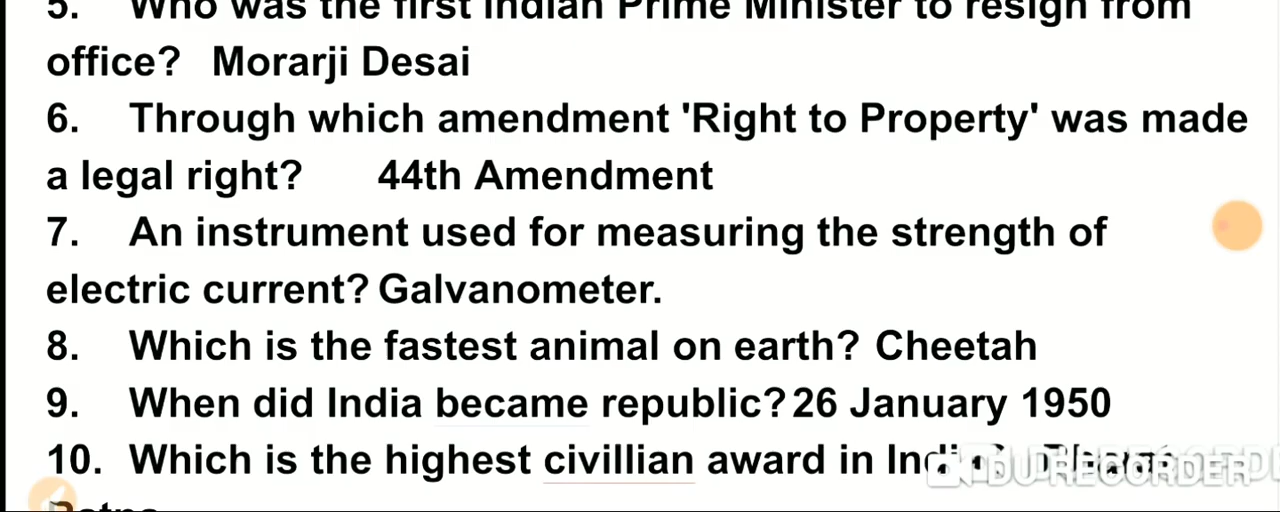 5. Who was the first Indian Prime Minister to resign from
office? Morarji Desai
6. Through which amendment 'Right to Property' was made
a legal right? 44th Amendment
7. An instrument used for measuring the strength of
electric current? Galvanometer.
8. Which is the fastest animal on earth? Cheetah
9. When did India became republic? 26 January 1950
10. Which is the highest civillian award in India? Bharat
DU RECORDER
Ratna